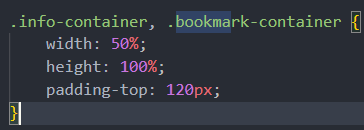 .info-container, .bookmark-container {
    width: 50%;
    height: 100%;
    padding-top: 120px;
}